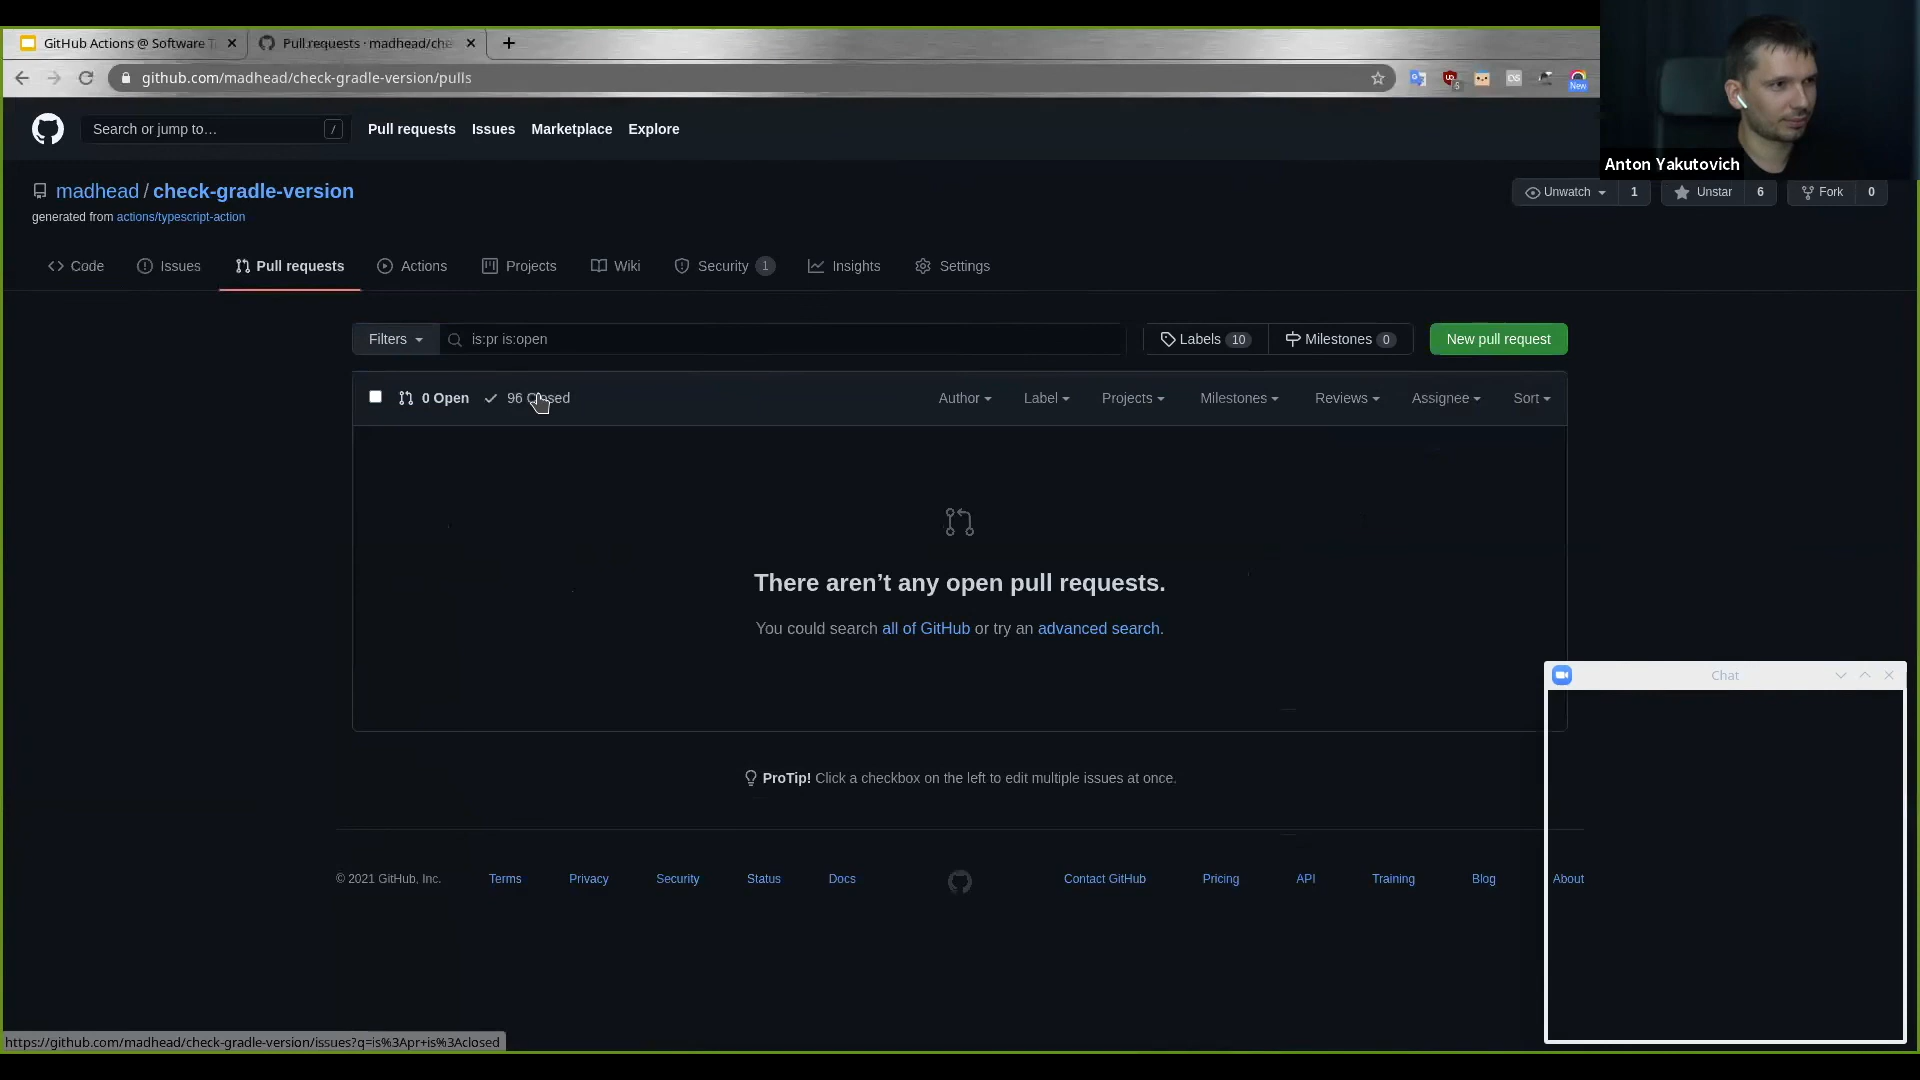 GitHub Actions @ Software T
Pull requests · madhead/che
github.com/madhead/check-gradle-version/pulls
New
Anton Yakutovich
Search or jump to… /
Pull requests Issues Marketplace Explore
madhead / check-gradle-version
generated from actions/typescript-action
Unwatch 1 Unstar 6 Fork 0
Code Issues Pull requests Actions Projects Wiki Security 1 Insights Settings
Filters is:pr is:open Labels 10 Milestones 0 New pull request
0 Open 96 Closed Author Label Projects Milestones Reviews Assignee Sort
There aren’t any open pull requests.
You could search all of GitHub or try an advanced search.
Chat
ProTip! Click a checkbox on the left to edit multiple issues at once.
© 2021 GitHub, Inc. Terms Privacy Security Status Docs Contact GitHub Pricing API Training Blog About
https://github.com/madhead/check-gradle-version/issues?q=is%3Apr+is%3Aclosed